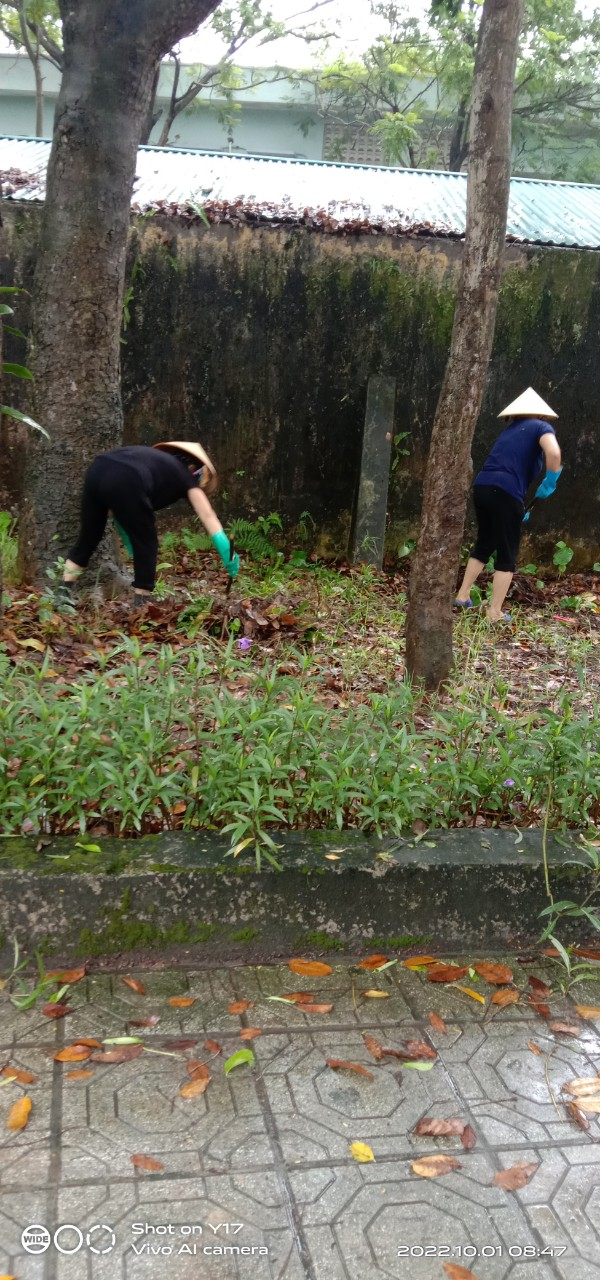 WIDE
Shot on Y17
Vivo AI camera
2022.10.01 08:47